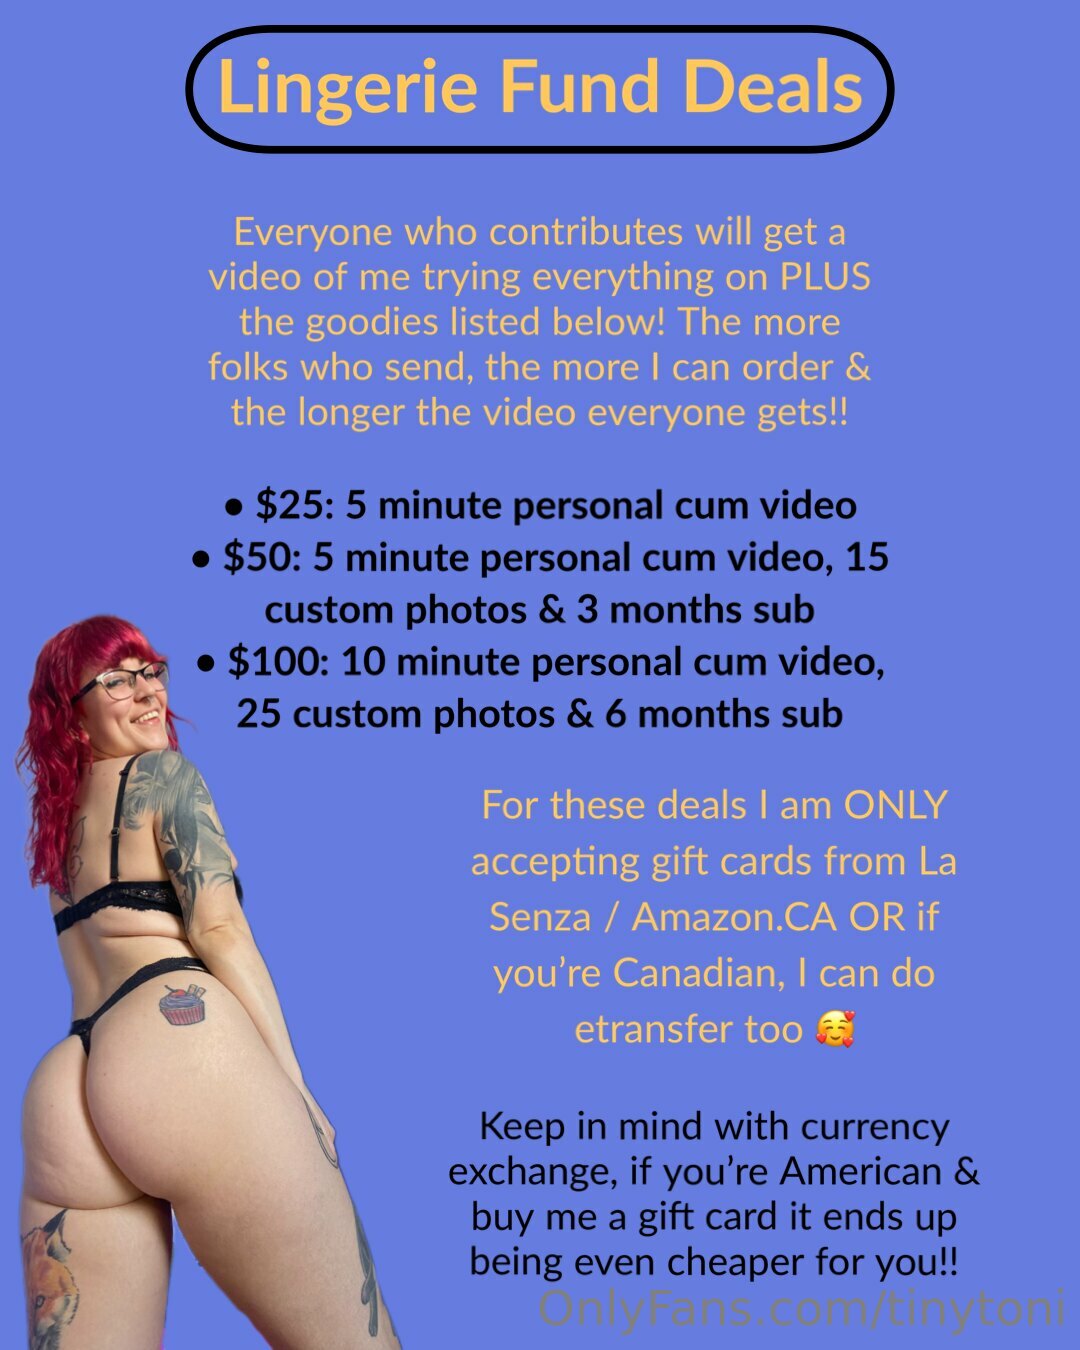 Lingerie Fund Deals
Everyone who contributes will get a
video of me trying everything on PLUS
the goodies listed below! The more
folks who send, the more I can order &
the longer the video everyone gets!!
• $25: 5 minute personal cum video
• $50: 5 minute personal cum video, 15
custom photos & 3 months sub
• $100: 10 minute personal cum video,
25 custom photos & 6 months sub
For these deals I am ONLY
accepting gift cards from La
Senza / Amazon.CA OR if
you’re Canadian, I can do
etransfer too 🥰
Keep in mind with currency
exchange, if you’re American &
buy me a gift card it ends up
being even cheaper for you!!
OnlyFans.com/tinytoni